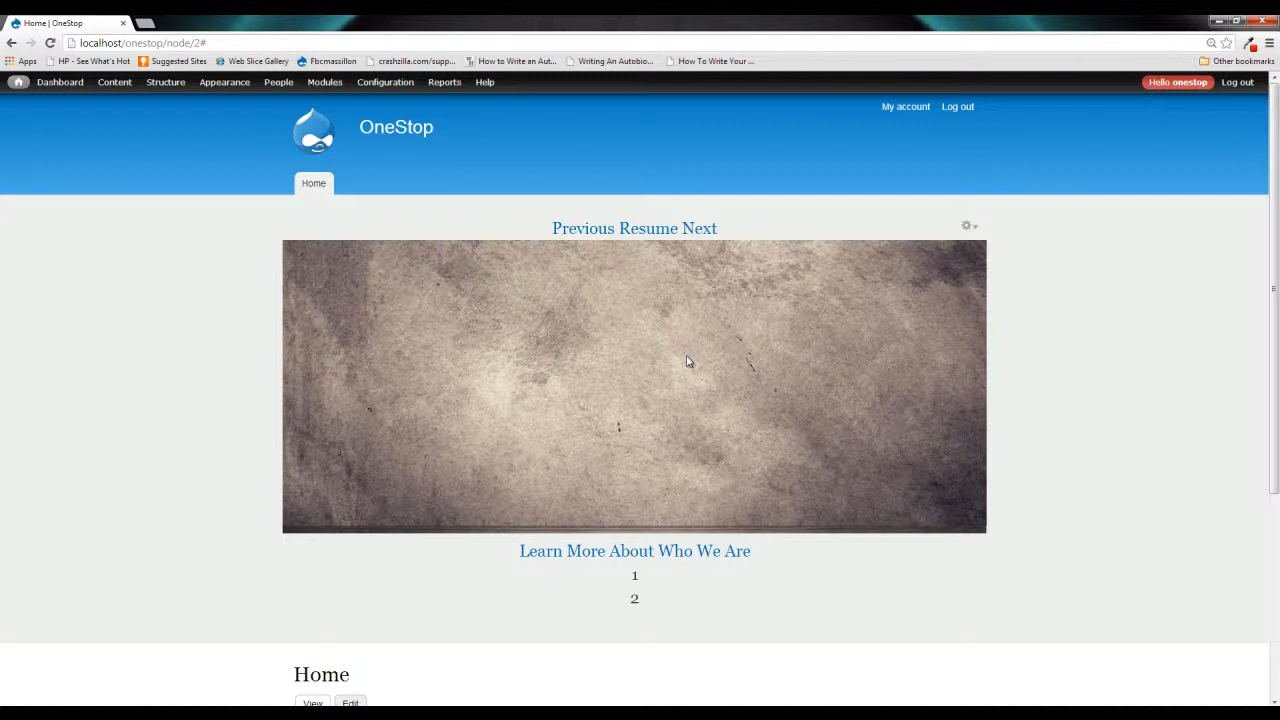 Home | OneStop
localhost/onestop/node/2#
Apps HP - See What's Hot Suggested Sites Web Slice Gallery Fbcmassillon crashzilla.com/supp... How to Write an Aut... Writing An Autobio... How To Write Your ... Other bookmarks
Dashboard Content Structure Appearance People Modules Configuration Reports Help Hello onestop Log out
My account Log out
OneStop
Home
Previous Resume Next
Learn More About Who We Are
1
2
Home
View Edit